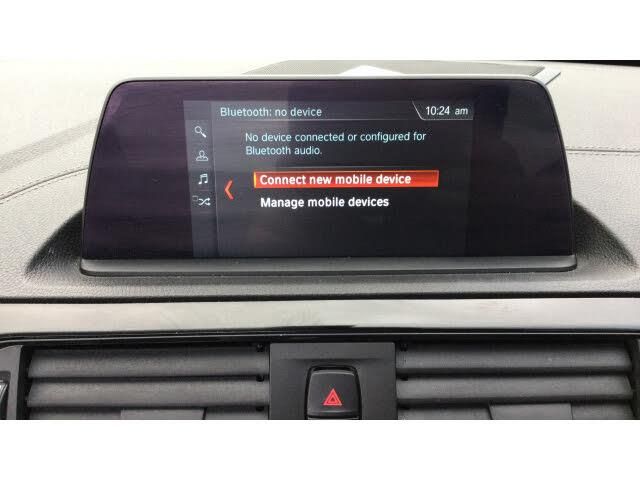 Bluetooth: no device
10:24 am
No device connected or configured for
Bluetooth audio.
Connect new mobile device
Manage mobile devices